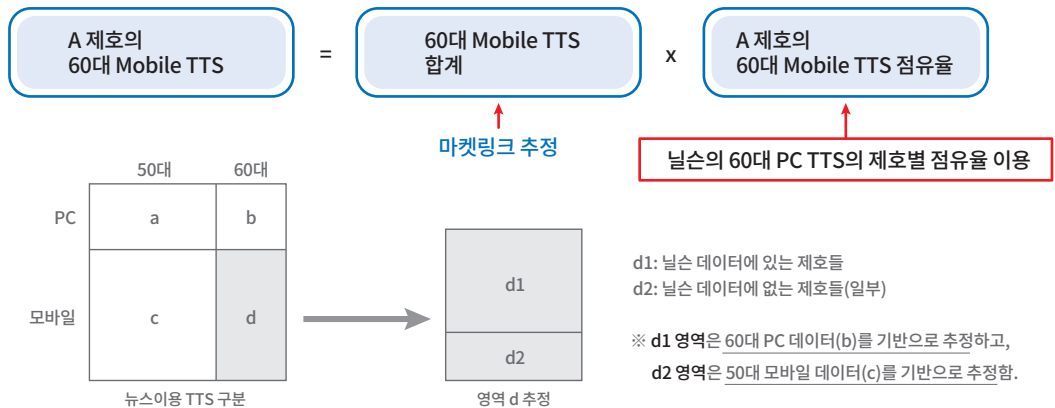 A 제호의
60대 Mobile TTS
=
60대 Mobile TTS
합계
x
A 제호의
60대 Mobile TTS 점유율
마켓링크 추정
닐슨의 60대 PC TTS의 제호별 점유율 이용
50대
60대
PC
a
b
모바일
c
d
뉴스이용 TTS 구분
d1
d2
영역 d 추정
d1: 닐슨 데이터에 있는 제호들
d2: 닐슨 데이터에 없는 제호들(일부)
※ d1 영역은 60대 PC 데이터(b)를 기반으로 추정하고,
d2 영역은 50대 모바일 데이터(c)를 기반으로 추정함.